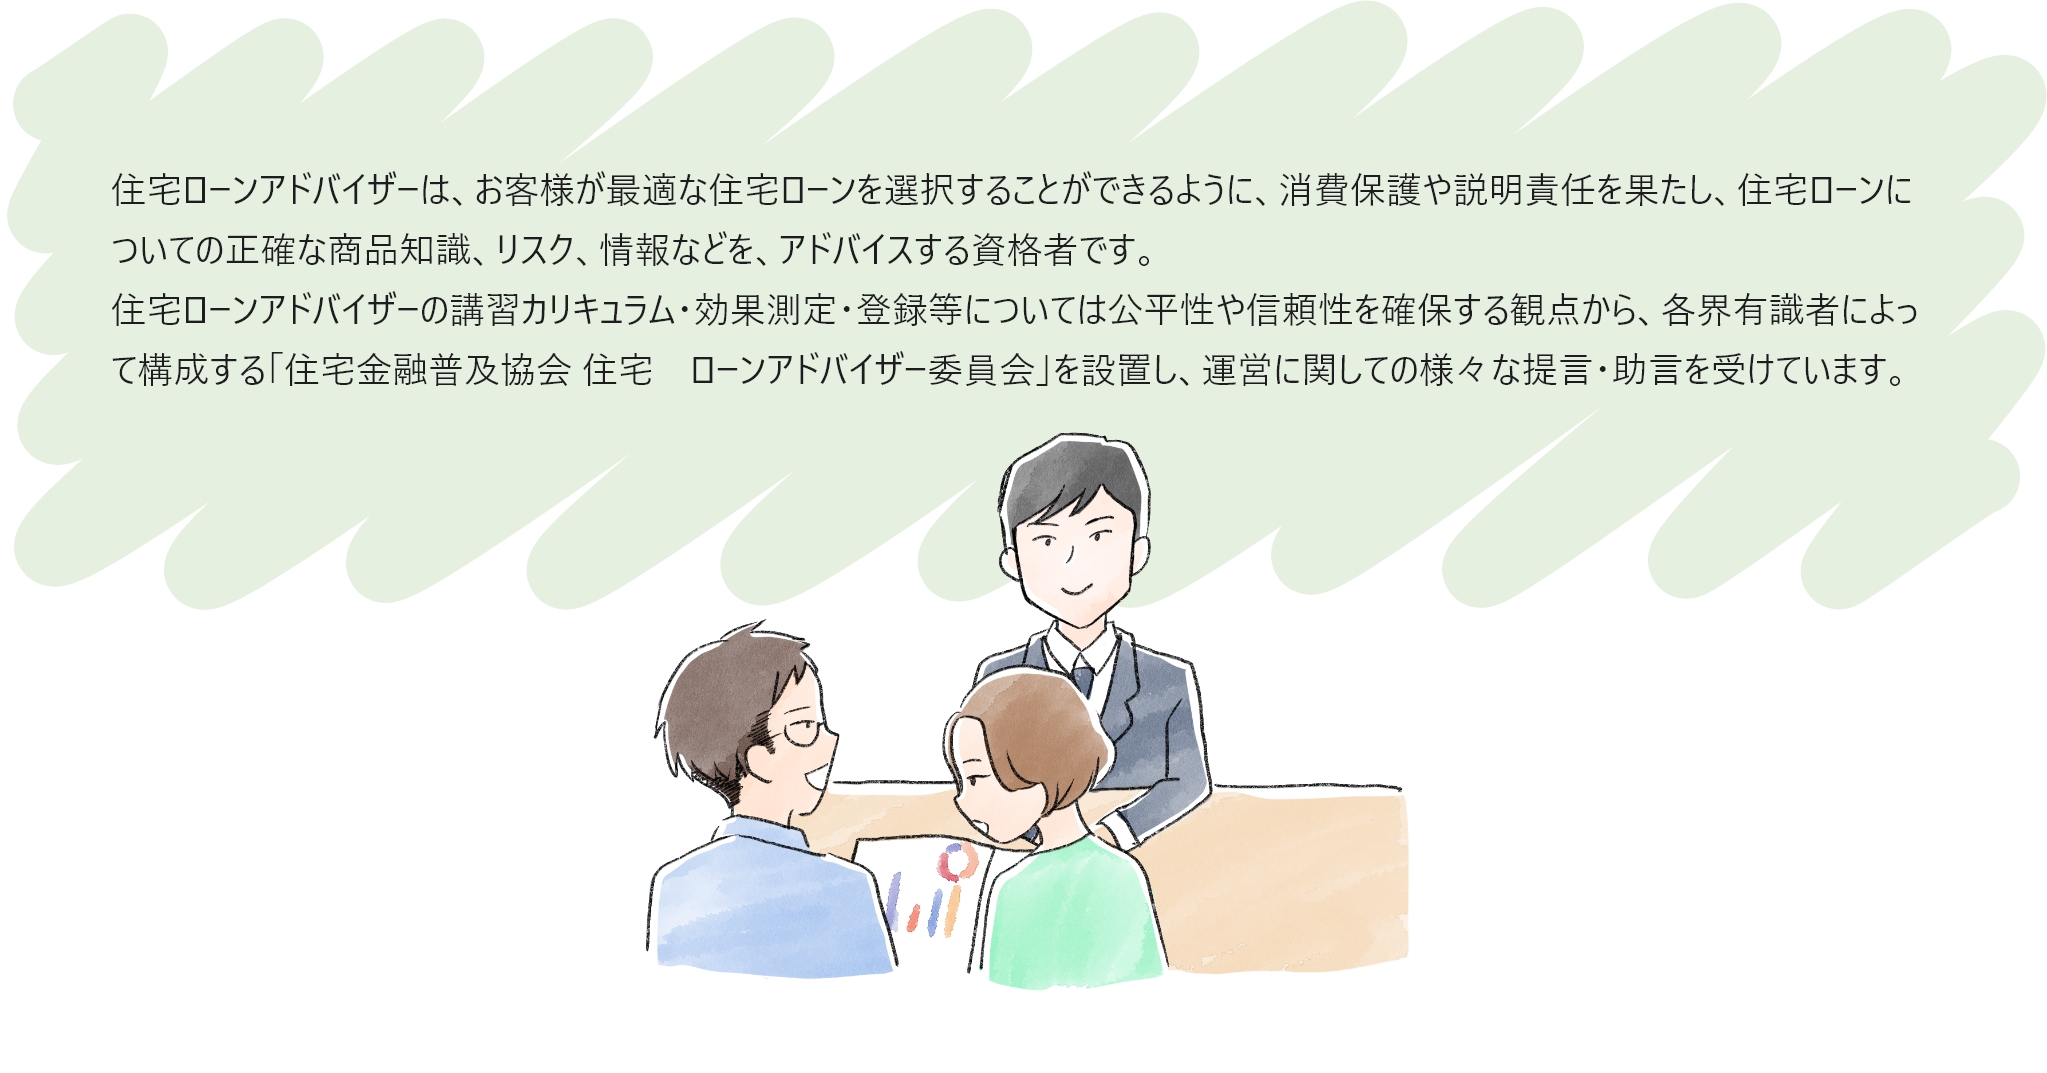 住宅ローンアドバイザーは、お客様が最適な住宅ローンを選択することができるように、消費保護や説明責任を果たし、住宅ローンに
ついての正確な商品知識、リスク、情報などを、アドバイスする資格者です。
住宅ローンアドバイザーの講習カリキュラム・効果測定・登録等については公平性や信頼性を確保する観点から、各界有識者によっ
て構成する「住宅金融普及協会 住宅　ローンアドバイザー委員会」を設置し、運営に関しての様々な提言・助言を受けています。